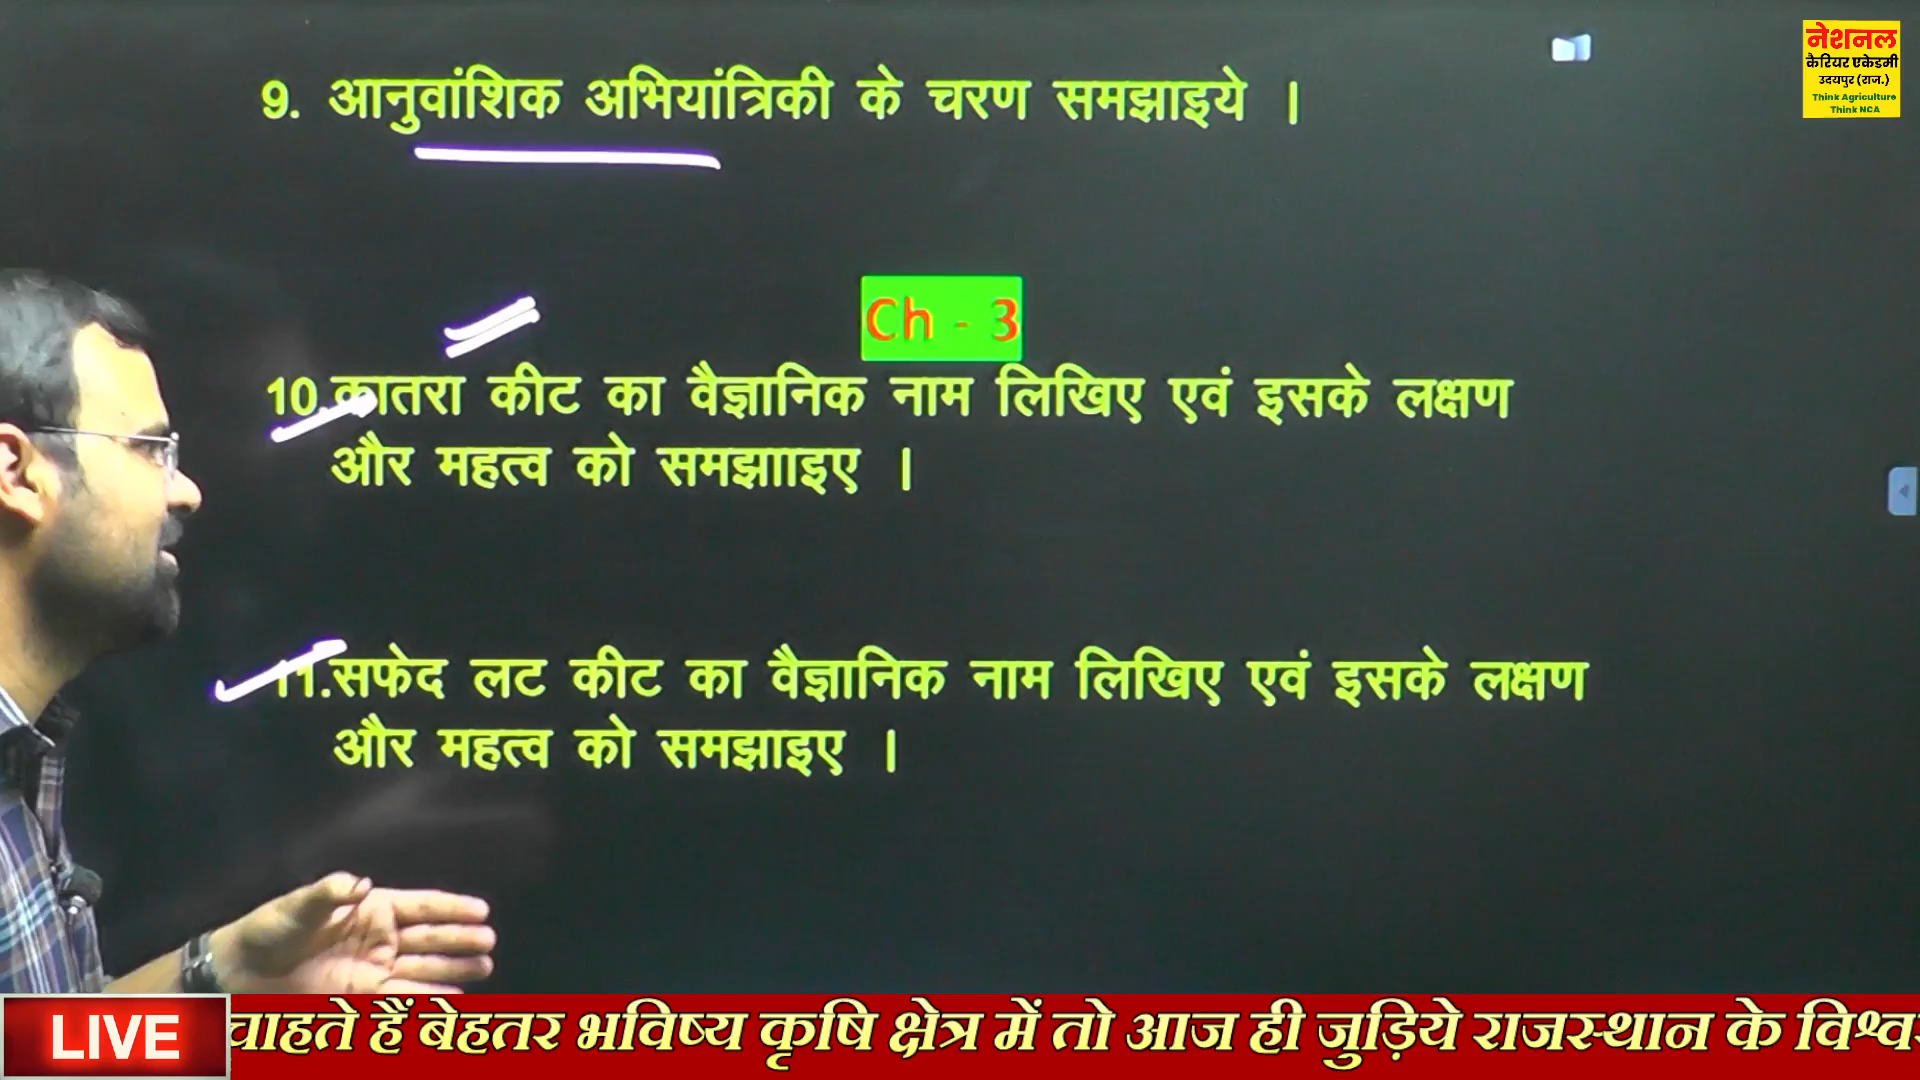 नेशनल
कैरियर एकेडमी
उदयपुर (राज.)
Think Agriculture
Think NCA
9. आनुवांशिक अभियांत्रिकी के चरण समझाइये ।
Ch - 3
10. कातरा कीट का वैज्ञानिक नाम लिखिए एवं इसके लक्षण
और महत्व को समझााइए ।
11. सफेद लट कीट का वैज्ञानिक नाम लिखिए एवं इसके लक्षण
और महत्व को समझाइए ।
LIVE
चाहते हैं बेहतर भविष्य कृषि क्षेत्र में तो आज ही जुड़िये राजस्थान के